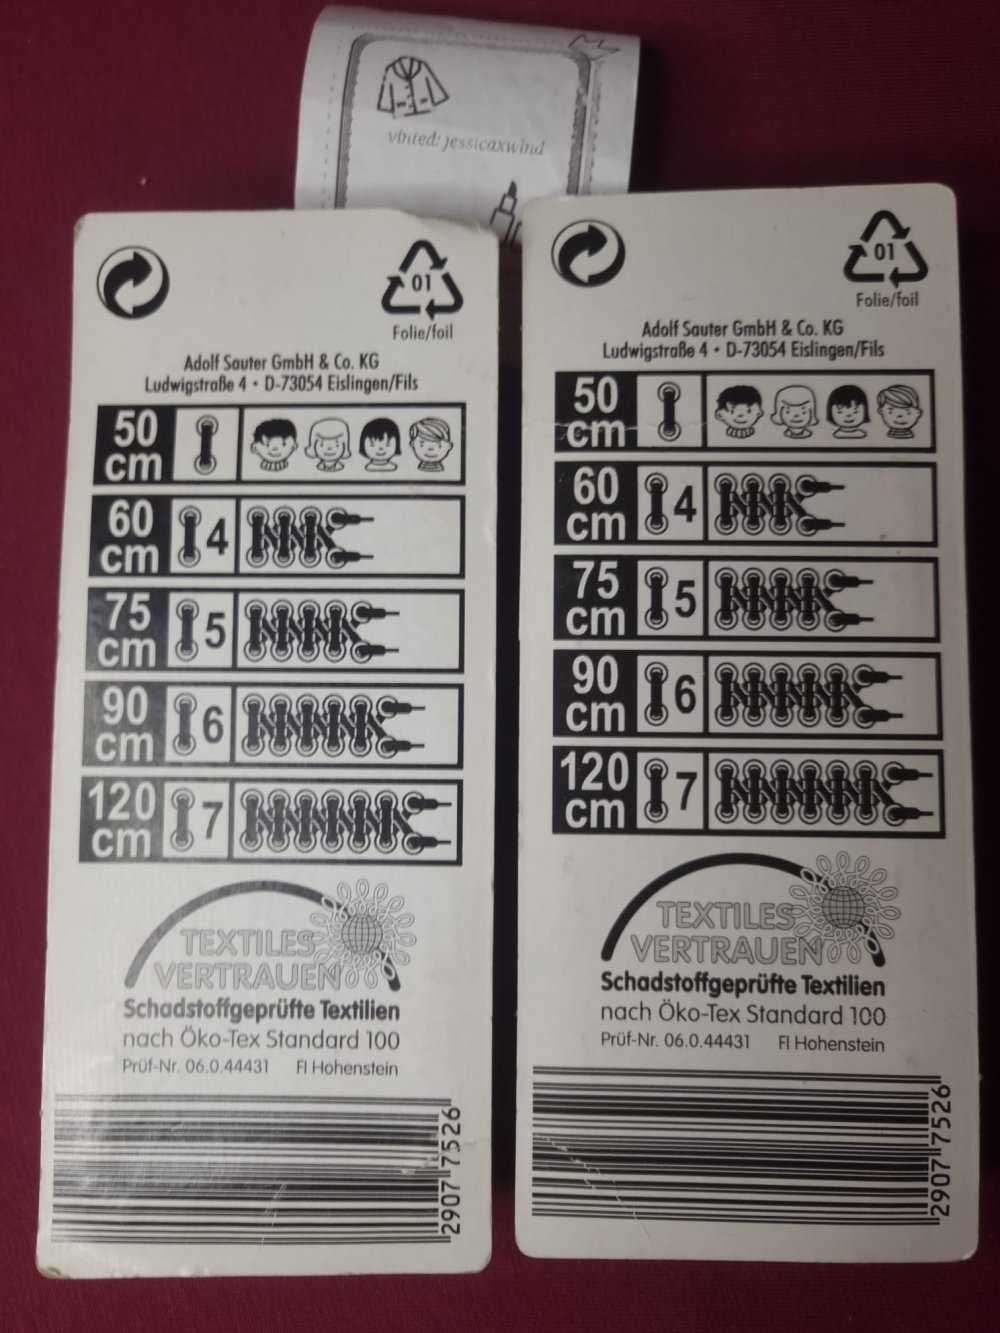 vinted: jessicaxwind
01
Folie/foil
Adolf Sauter GmbH & Co. KG
Ludwigstraße 4 • D-73054 Eislingen/Fils
50
cm
60
cm
4
75
cm
5
90
cm
6
120
cm
7
TEXTILES
VERTRAUEN
Schadstoffgeprüfte Textilien
nach Öko-Tex Standard 100
Prüf-Nr. 06.0.44431 FI Hohenstein
2907 7526
01
Folie/foil
Adolf Sauter GmbH & Co. KG
Ludwigstraße 4 • D-73054 Eislingen/Fils
50
cm
60
cm
4
75
cm
5
90
cm
6
120
cm
7
TEXTILES
VERTRAUEN
Schadstoffgeprüfte Textilien
nach Öko-Tex Standard 100
Prüf-Nr. 06.0.44431 FI Hohenstein
2907 7526